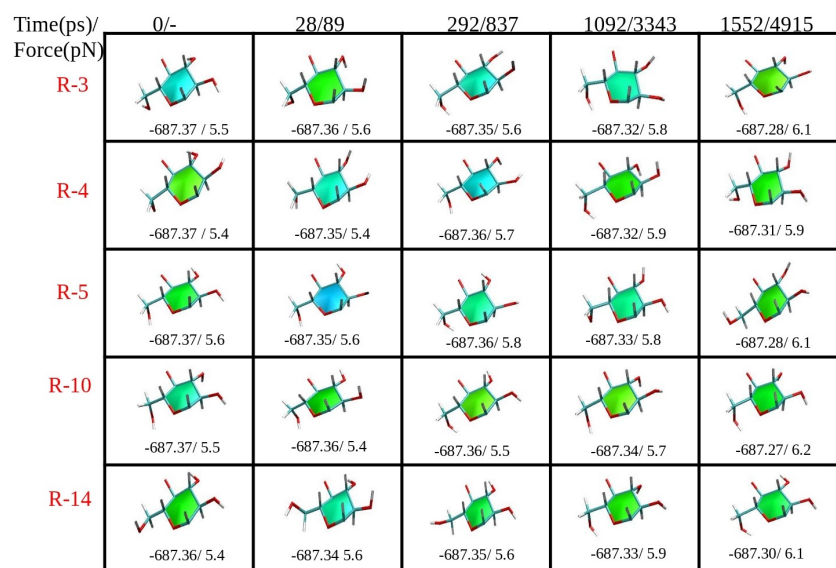 Time(ps)/ 0/- 28/89 292/837 1092/3343 1552/4915
Force(pN)
R-3
-687.37 / 5.5 -687.36 / 5.6 -687.35/ 5.6 -687.32/ 5.8 -687.28/ 6.1
R-4
-687.37 / 5.4 -687.35/ 5.4 -687.36/ 5.7 -687.32/ 5.9 -687.31/ 5.9
R-5
-687.37/ 5.6 -687.35/ 5.6 -687.36/ 5.8 -687.33/ 5.8 -687.28/ 6.1
R-10
-687.37/ 5.5 -687.36/ 5.4 -687.36/ 5.5 -687.34/ 5.7 -687.27/ 6.2
R-14
-687.36/ 5.4 -687.34 5.6 -687.35/ 5.6 -687.33/ 5.9 -687.30/ 6.1